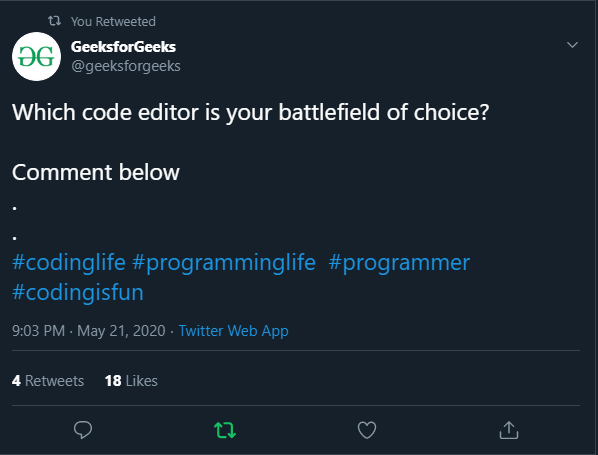 You Retweeted
GeeksforGeeks
@geeksforgeeks
Which code editor is your battlefield of choice?
Comment below
.
.
#codinglife #programminglife #programmer
#codingisfun
9:03 PM · May 21, 2020 · Twitter Web App
4 Retweets 18 Likes